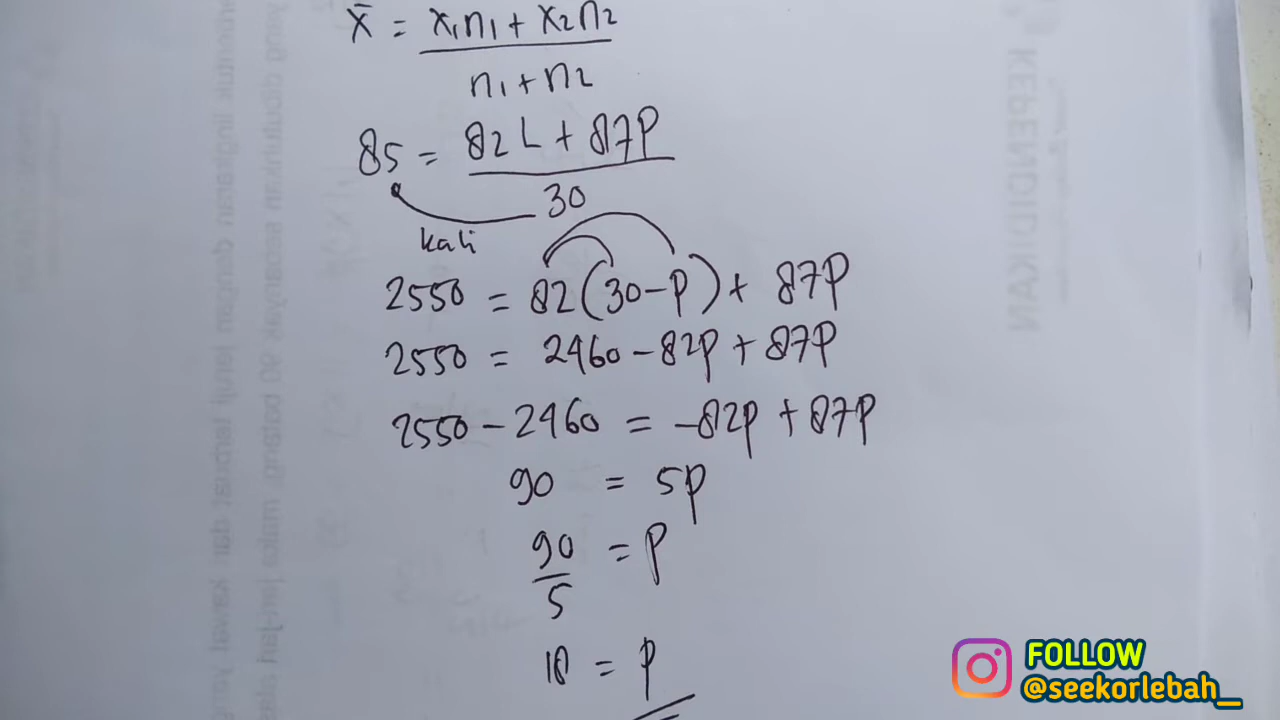 x̄ = x₁n₁ + x₂n₂
n₁ + n₂
85 = 82L + 87P
30
kali
2550 = 82(30-P) + 87P
2550 = 2460 - 82P + 87P
2550 - 2460 = -82P + 87P
90 = 5P
90 = P
5
18 = P
KEPENDIDIKAN
FOLLOW
@seekorlebah_